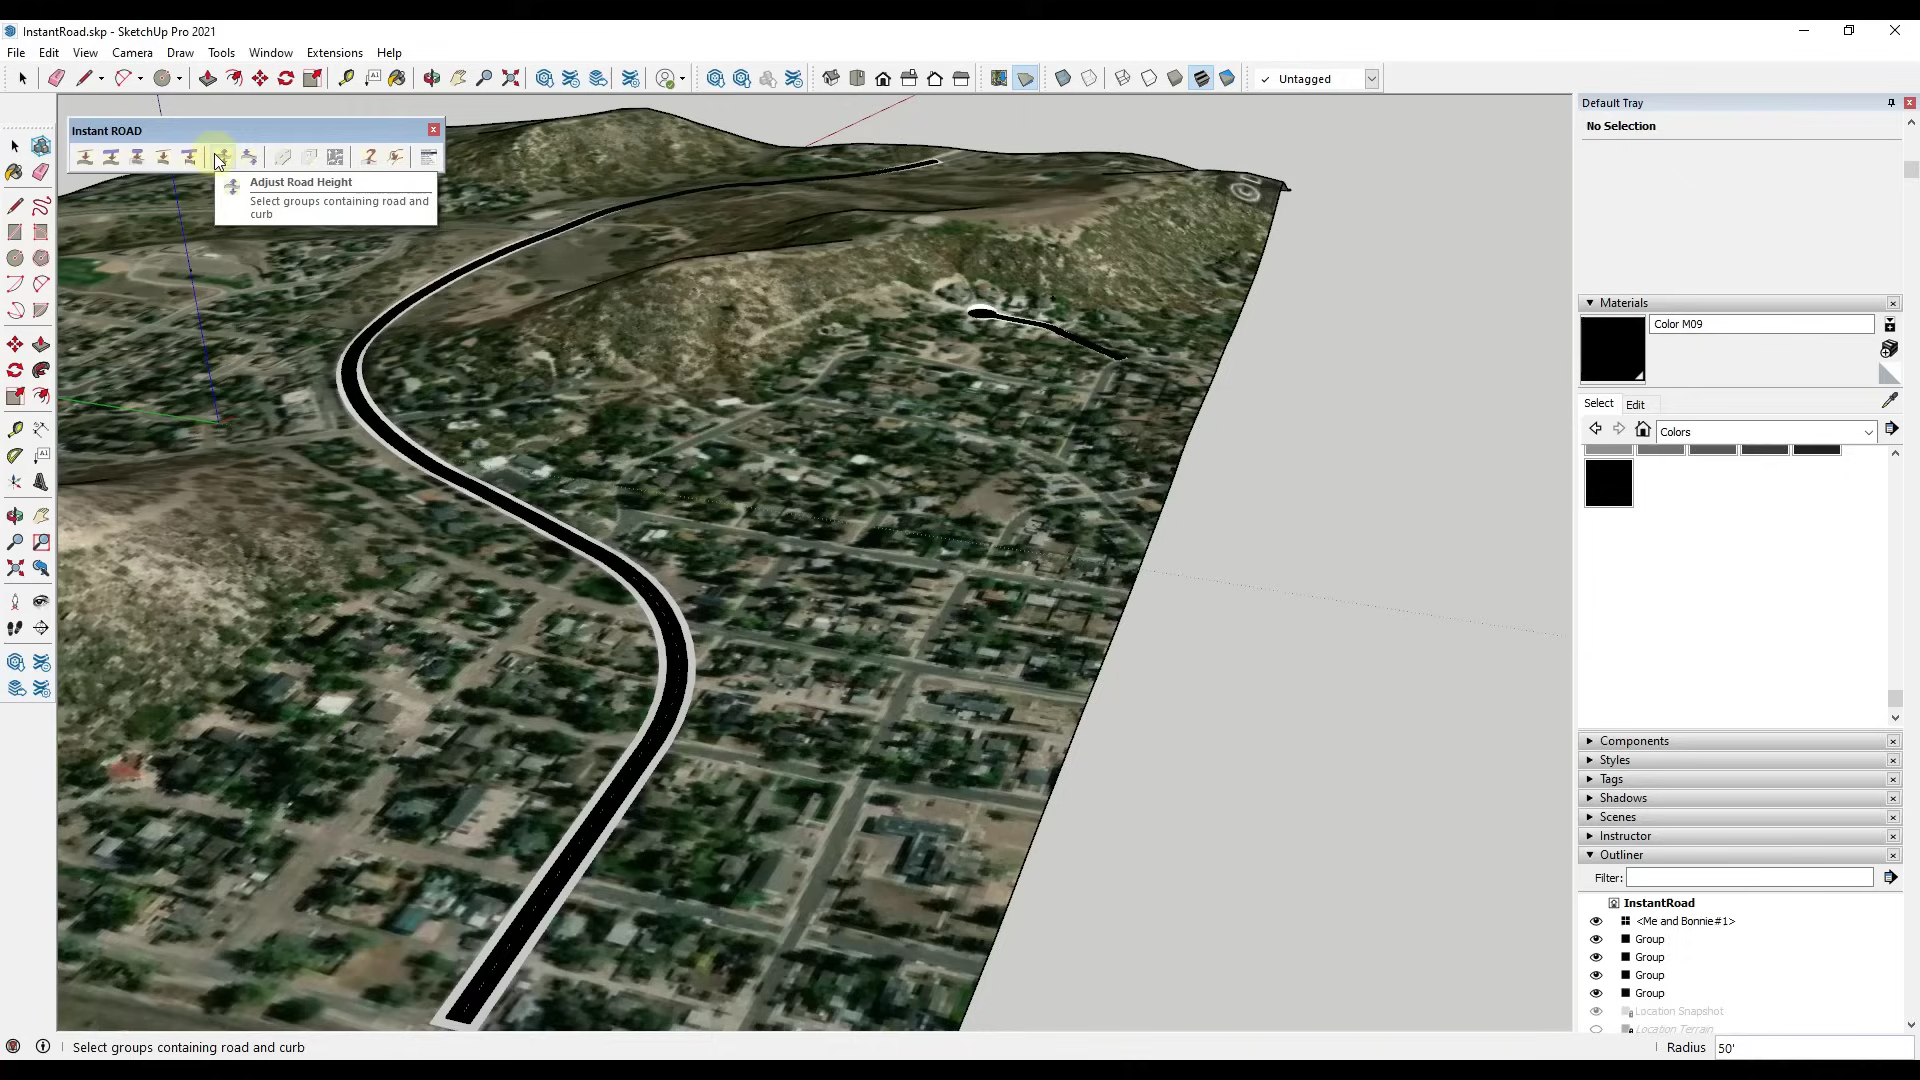 InstantRoad.skp - SketchUp Pro 2021
File Edit View Camera Draw Tools Window Extensions Help
Untagged
Default Tray
No Selection
Instant ROAD
Adjust Road Height
Select groups containing road and
curb
Materials
Color M09
Select Edit
Colors
Components
Styles
Tags
Shadows
Scenes
Instructor
Outliner
Filter:
InstantRoad
<Me and Bonnie#1>
Group
Group
Group
Group
Location Snapshot
Location Terrain
Select groups containing road and curb
Radius 50'